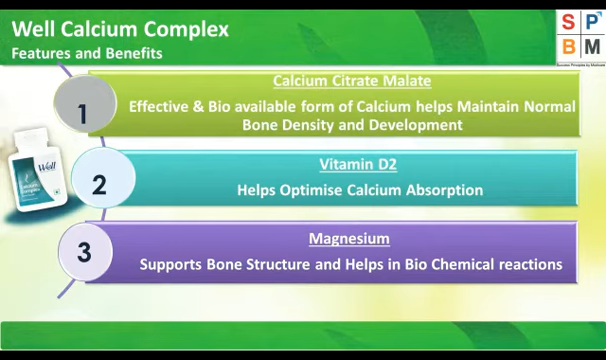 Well Calcium Complex
Features and Benefits
S P
B M
1
Calcium Citrate Malate
Effective & Bio available form of Calcium helps Maintain Normal
Bone Density and Development
2
Vitamin D2
Helps Optimise Calcium Absorption
Well
Calcium
Complex
3
Magnesium
Supports Bone Structure and Helps in Bio Chemical reactions